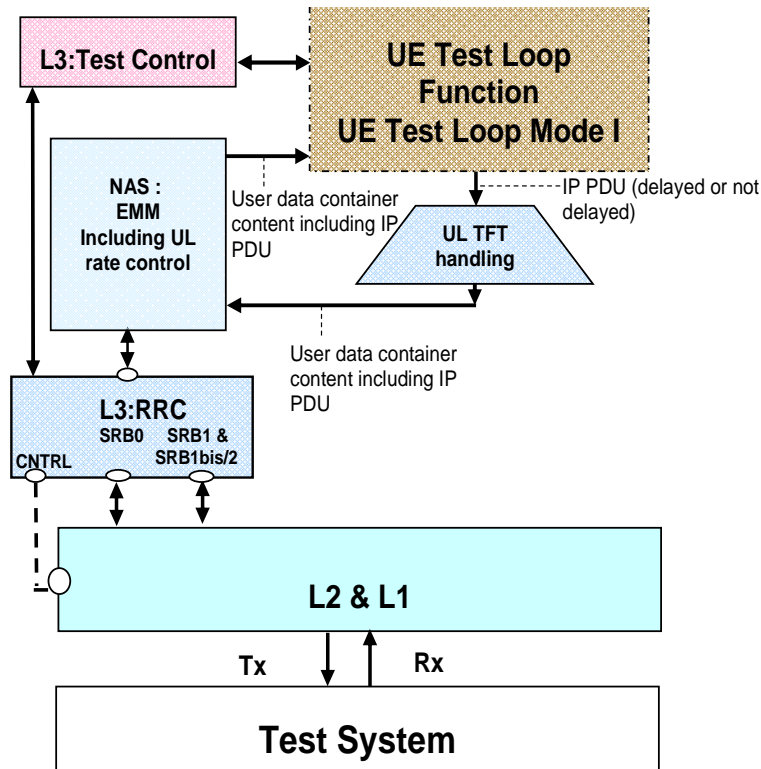 L3:Test Control
UE Test Loop
Function
UE Test Loop Mode I
NAS :
EMM
Including UL
rate control
User data container
content including IP
PDU
IP PDU (delayed or not
delayed)
UL TFT
handling
User data container
content including IP
PDU
L3:RRC
SRB0
SRB1 &
SRB1bis/2
CNTRL
L2 & L1
Tx
Rx
Test System